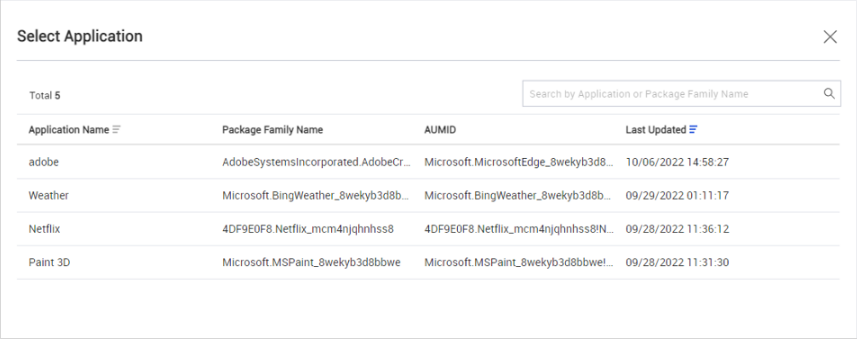 Select Application
Total 5
Search by Application or Package Family Name
Application Name Package Family Name AUMID Last Updated
adobe AdobeSystemsIncorporated.AdobeCr... Microsoft.MicrosoftEdge_8wekyb3d8... 10/06/2022 14:58:27
Weather Microsoft.BingWeather_8wekyb3d8b... Microsoft.BingWeather_8wekyb3d8b... 09/29/2022 01:11:17
Netflix 4DF9E0F8.Netflix_mcm4njqhnhss8 4DF9E0F8.Netflix_mcm4njqhnhss8!N... 09/28/2022 11:36:12
Paint 3D Microsoft.MSPaint_8wekyb3d8bbwe Microsoft.MSPaint_8wekyb3d8bbwe!... 09/28/2022 11:31:30